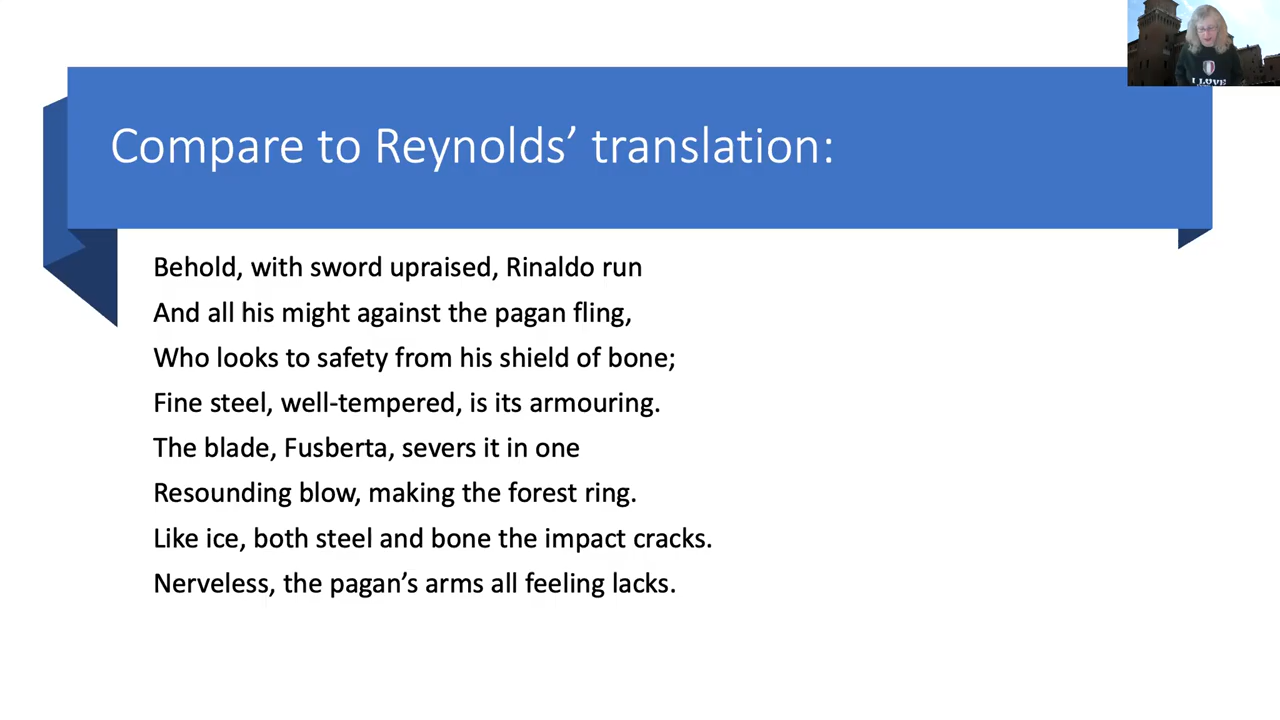 Compare to Reynolds’ translation:
Behold, with sword upraised, Rinaldo run
And all his might against the pagan fling,
Who looks to safety from his shield of bone;
Fine steel, well-tempered, is its armouring.
The blade, Fusberta, severs it in one
Resounding blow, making the forest ring.
Like ice, both steel and bone the impact cracks.
Nerveless, the pagan’s arms all feeling lacks.
I LOVE